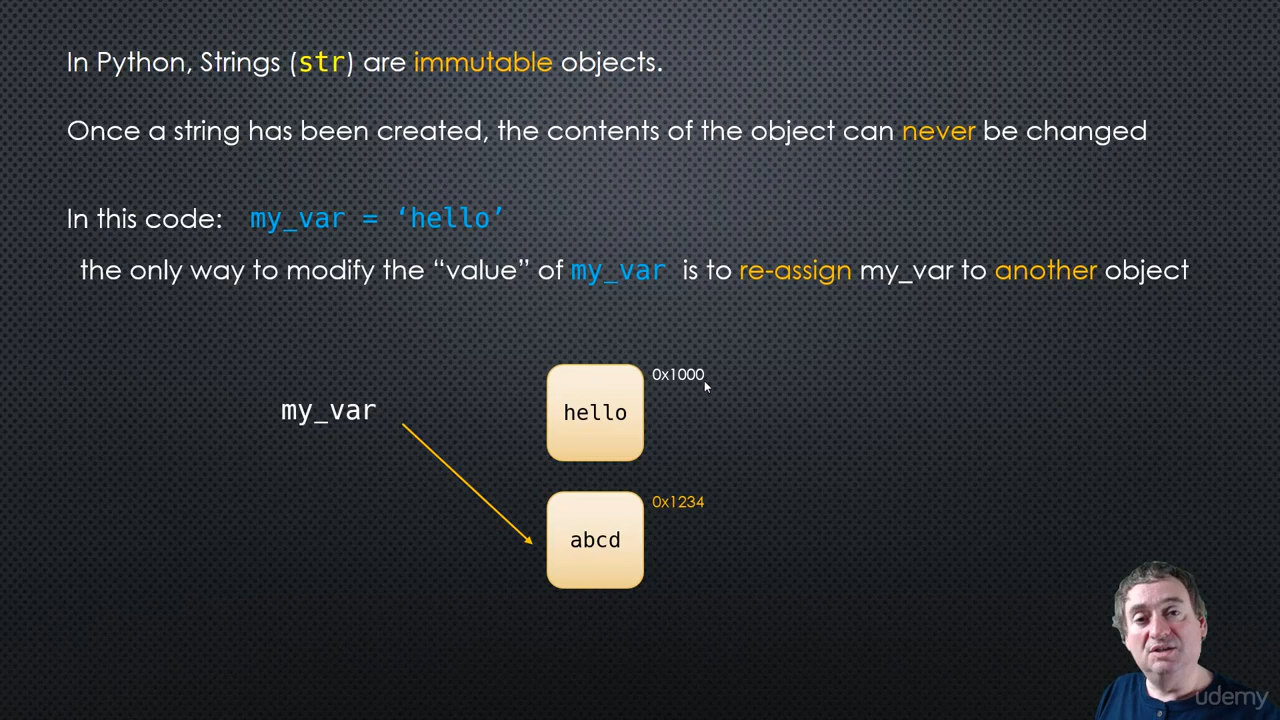 In Python, Strings (str) are immutable objects.
Once a string has been created, the contents of the object can never be changed
In this code: my_var = ‘hello’
the only way to modify the “value” of my_var is to re-assign my_var to another object
0x1000
my_var
hello
0x1234
abcd
udemy